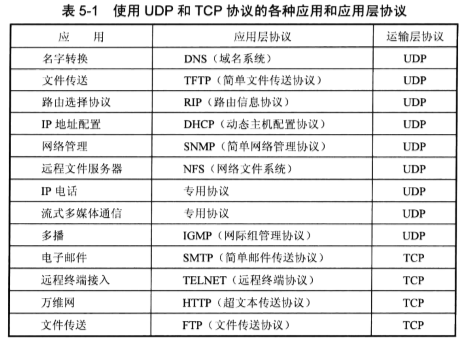 表 5-1 使用 UDP 和 TCP 协议的各种应用和应用层协议
应 用 应用层协议 运输层协议
名字转换 DNS（域名系统） UDP
文件传送 TFTP（简单文件传送协议） UDP
路由选择协议 RIP（路由信息协议） UDP
IP 地址配置 DHCP（动态主机配置协议） UDP
网络管理 SNMP（简单网络管理协议） UDP
远程文件服务器 NFS（网络文件系统） UDP
IP 电话 专用协议 UDP
流式多媒体通信 专用协议 UDP
多播 IGMP（网际组管理协议） UDP
电子邮件 SMTP（简单邮件传送协议） TCP
远程终端接入 TELNET（远程终端协议） TCP
万维网 HTTP（超文本传送协议） TCP
文件传送 FTP（文件传送协议） TCP